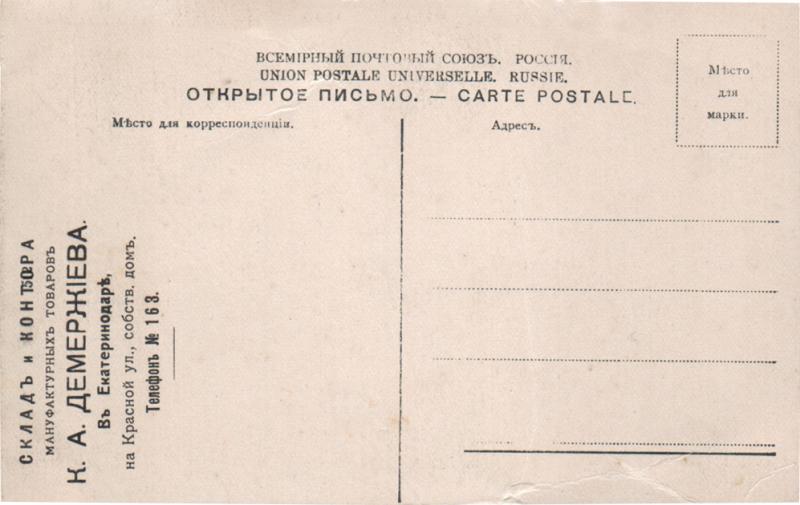 ВСЕМІРНЫЙ ПОЧТОВЫЙ СОЮЗЪ. РОССІЯ.
UNION POSTALE UNIVERSELLE. RUSSIE.
ОТКРЫТОЕ ПИСЬМО. — CARTE POSTALE.
Мѣсто
для
марки.
Мѣсто для корреспонденціи.
Адресъ.
СКЛАДЪ и КОНТОРА
МАНУФАКТУРНЫХЪ ТОВАРОВЪ
К. А. ДЕМЕРЖІЕВА.
Въ Екатеринодарѣ,
на Красной ул., собств. домъ.
Телефонъ № 163.